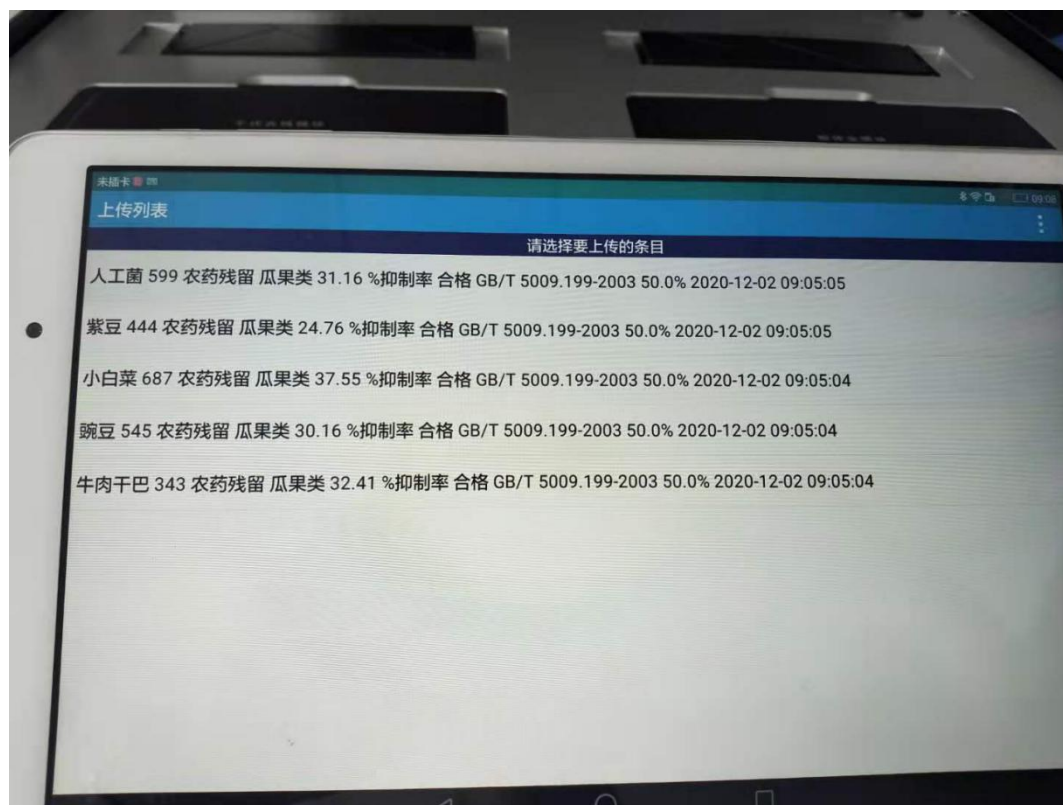 未插卡
09:08
上传列表
请选择要上传的条目
人工菌 599 农药残留 瓜果类 31.16 %抑制率 合格 GB/T 5009.199-2003 50.0% 2020-12-02 09:05:05
紫豆 444 农药残留 瓜果类 24.76 %抑制率 合格 GB/T 5009.199-2003 50.0% 2020-12-02 09:05:05
小白菜 687 农药残留 瓜果类 37.55 %抑制率 合格 GB/T 5009.199-2003 50.0% 2020-12-02 09:05:04
豌豆 545 农药残留 瓜果类 30.16 %抑制率 合格 GB/T 5009.199-2003 50.0% 2020-12-02 09:05:04
牛肉干巴 343 农药残留 瓜果类 32.41 %抑制率 合格 GB/T 5009.199-2003 50.0% 2020-12-02 09:05:04